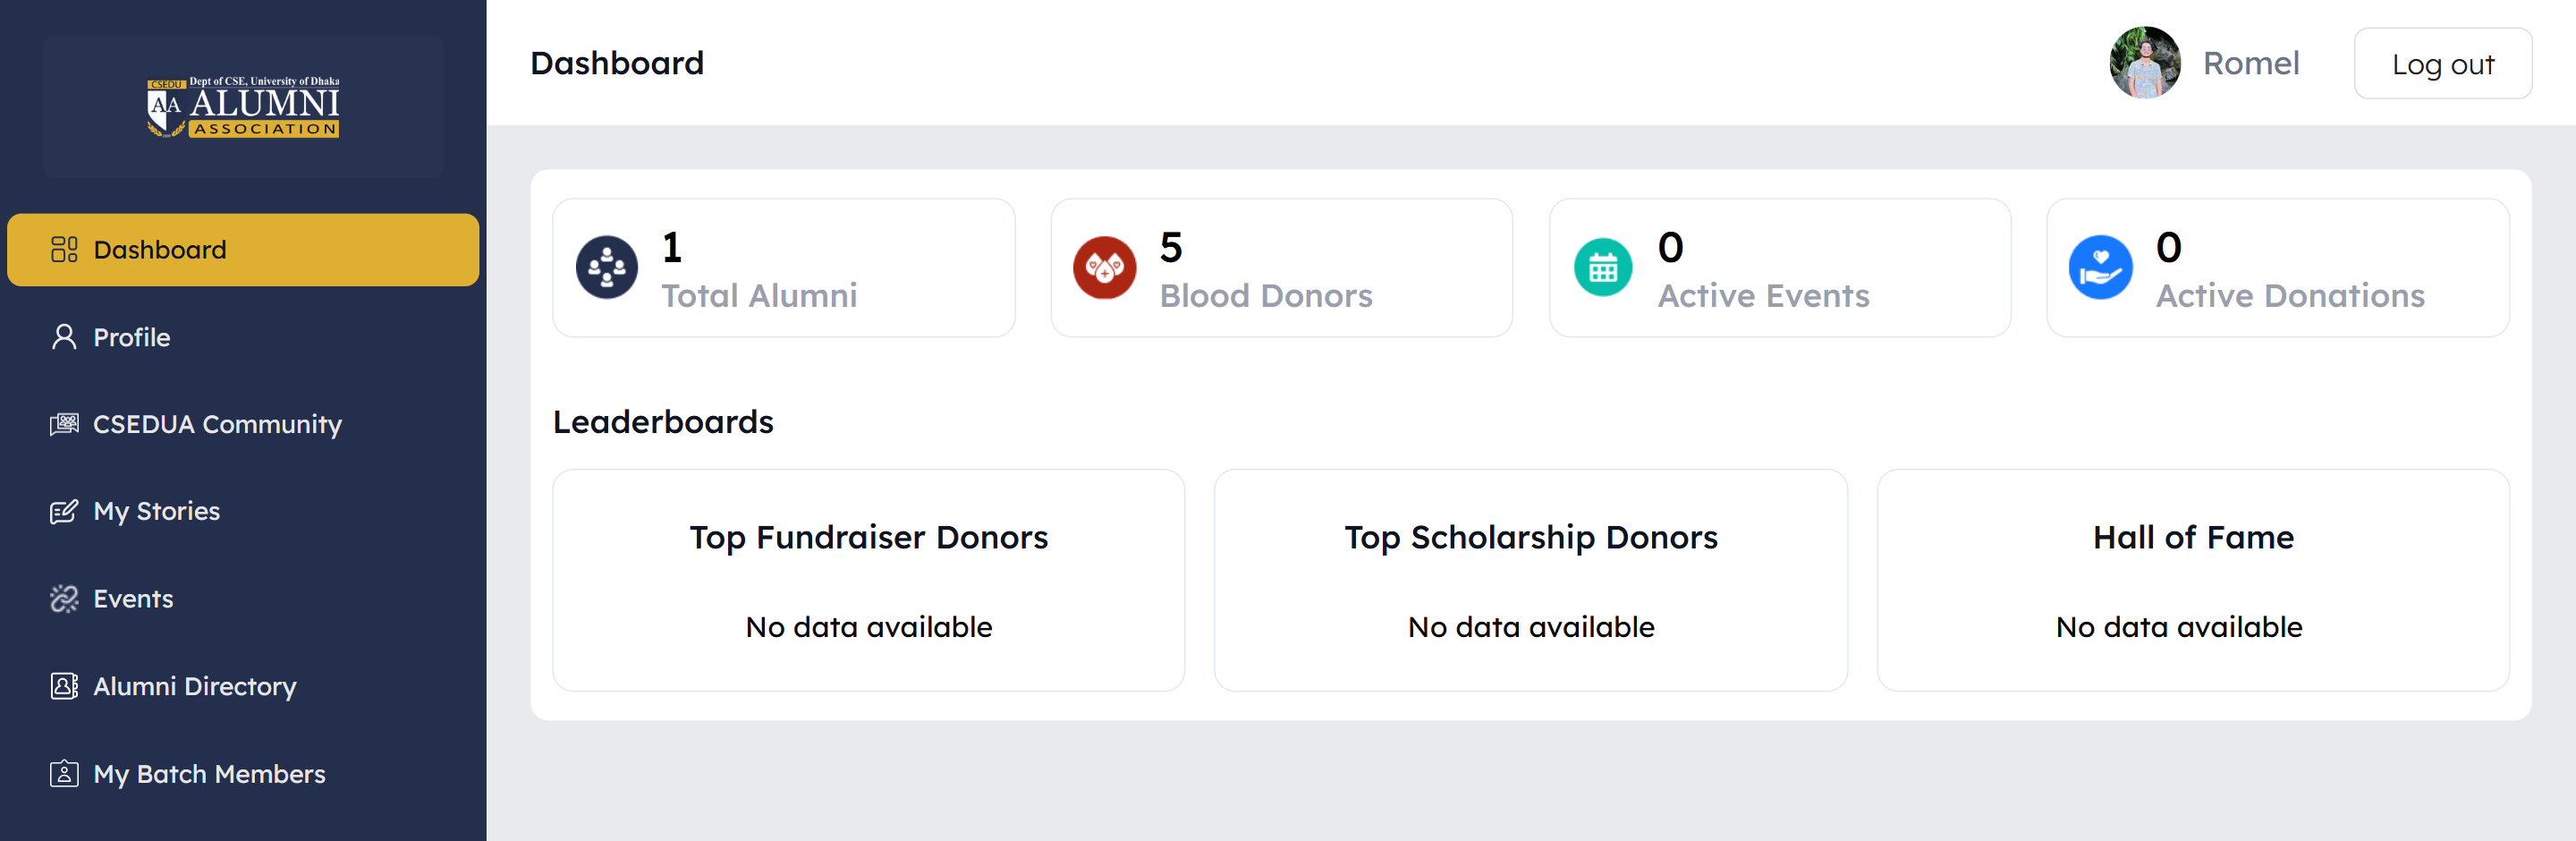 CSEDU
Dept of CSE, University of Dhaka
AA
ALUMNI
ASSOCIATION
Dashboard
Profile
CSEDUA Community
My Stories
Events
Alumni Directory
My Batch Members
Dashboard
Romel
Log out
1
Total Alumni
5
Blood Donors
0
Active Events
0
Active Donations
Leaderboards
Top Fundraiser Donors
No data available
Top Scholarship Donors
No data available
Hall of Fame
No data available